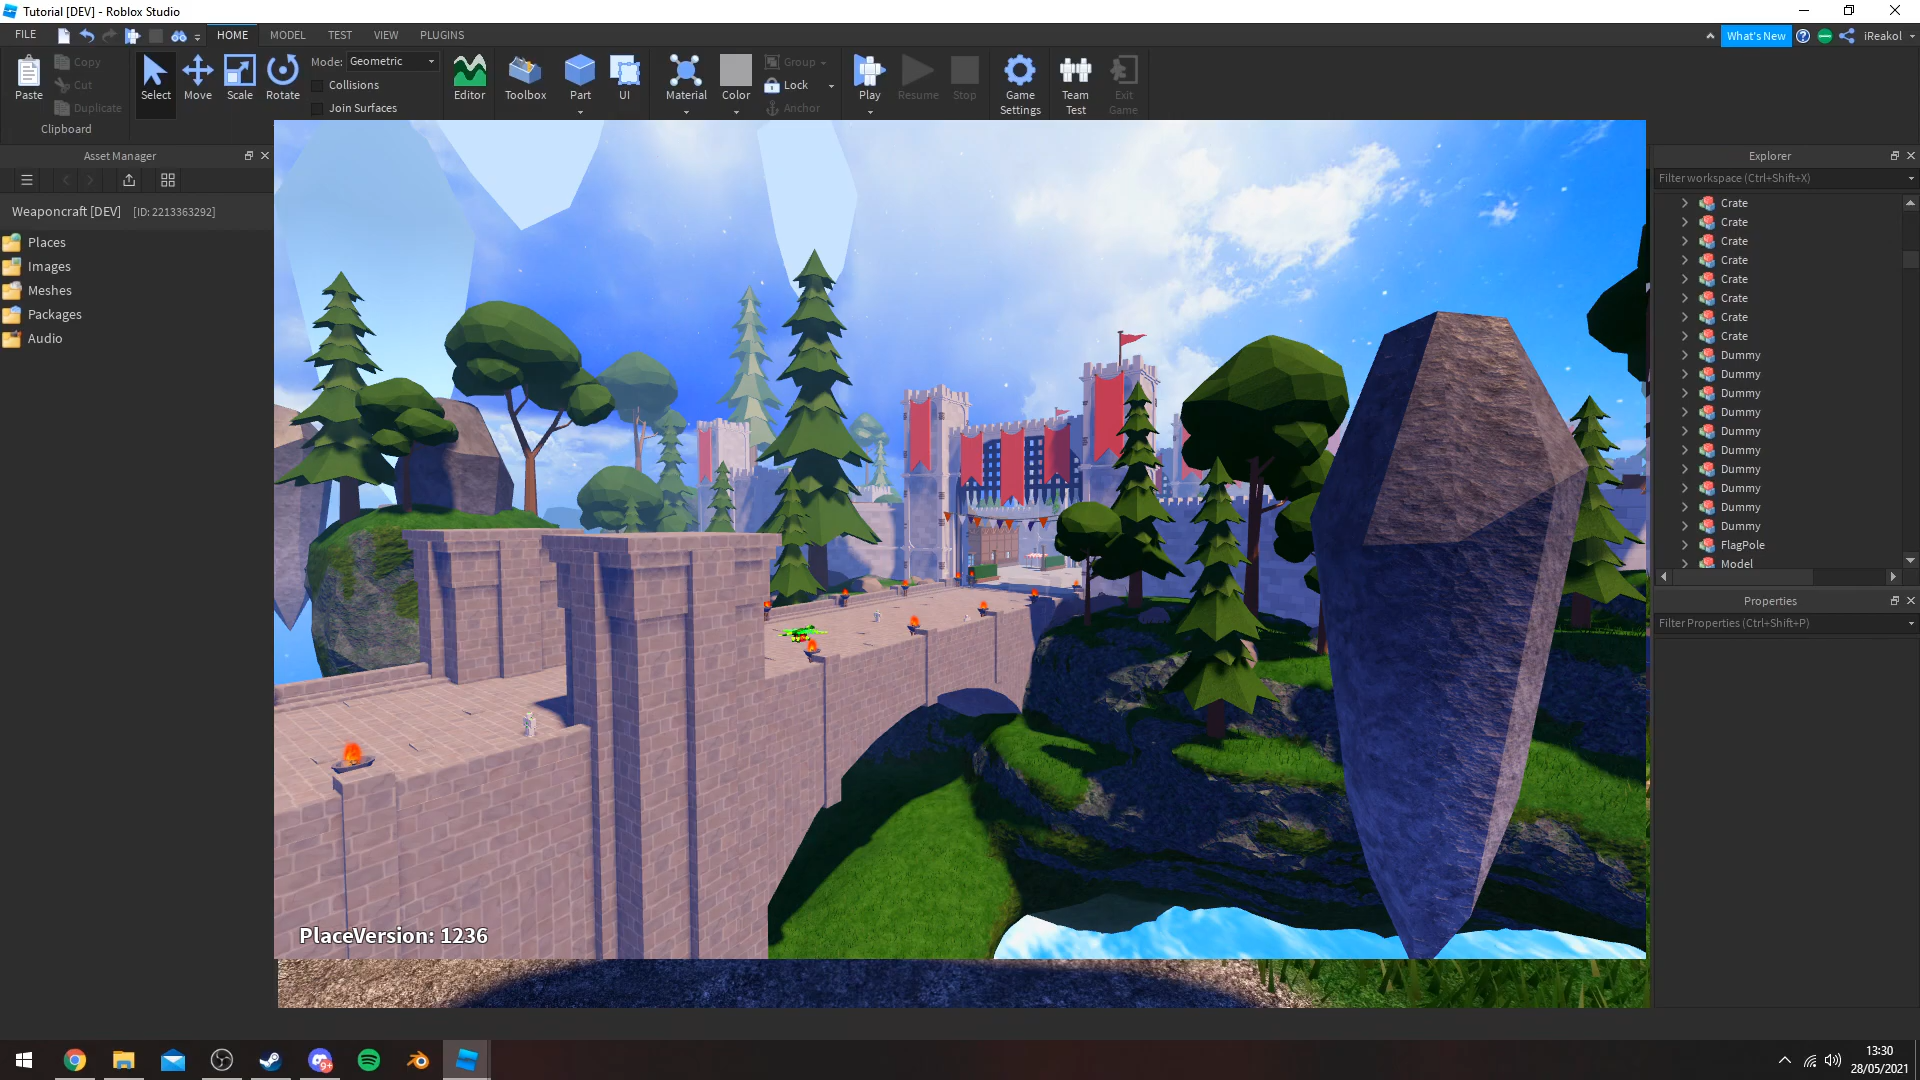 Tutorial [DEV] - Roblox Studio
FILE
HOME
MODEL
TEST
VIEW
PLUGINS
What's New
iReakol
Paste
Copy
Cut
Duplicate
Clipboard
Select
Move
Scale
Rotate
Mode: Geometric
Collisions
Join Surfaces
Editor
Toolbox
Part
UI
Material
Color
Group
Lock
Anchor
Play
Resume
Stop
Game Settings
Team Test
Exit Game
Asset Manager
Weaponcraft [DEV] [ID: 2213363292]
Places
Images
Meshes
Packages
Audio
PlaceVersion: 1236
Explorer
Filter workspace (Ctrl+Shift+X)
Crate
Crate
Crate
Crate
Crate
Crate
Crate
Crate
Dummy
Dummy
Dummy
Dummy
Dummy
Dummy
Dummy
Dummy
Dummy
Dummy
FlagPole
Model
Properties
Filter Properties (Ctrl+Shift+P)
9+
13:30
28/05/2021